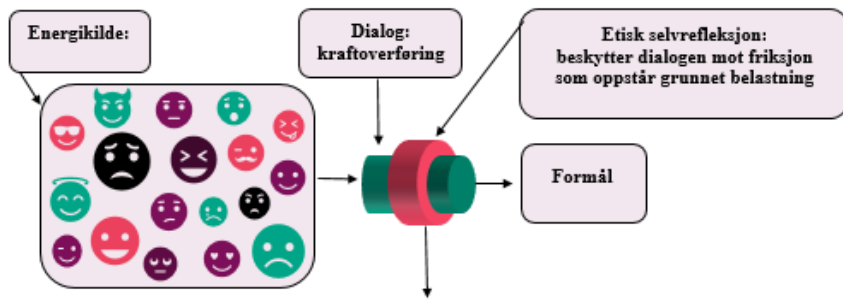 Energikilde:
Dialog:
kraftoverføring
Etisk selvrefleksjon:
beskytter dialogen mot friksjon
som oppstår grunnet belastning
Formål